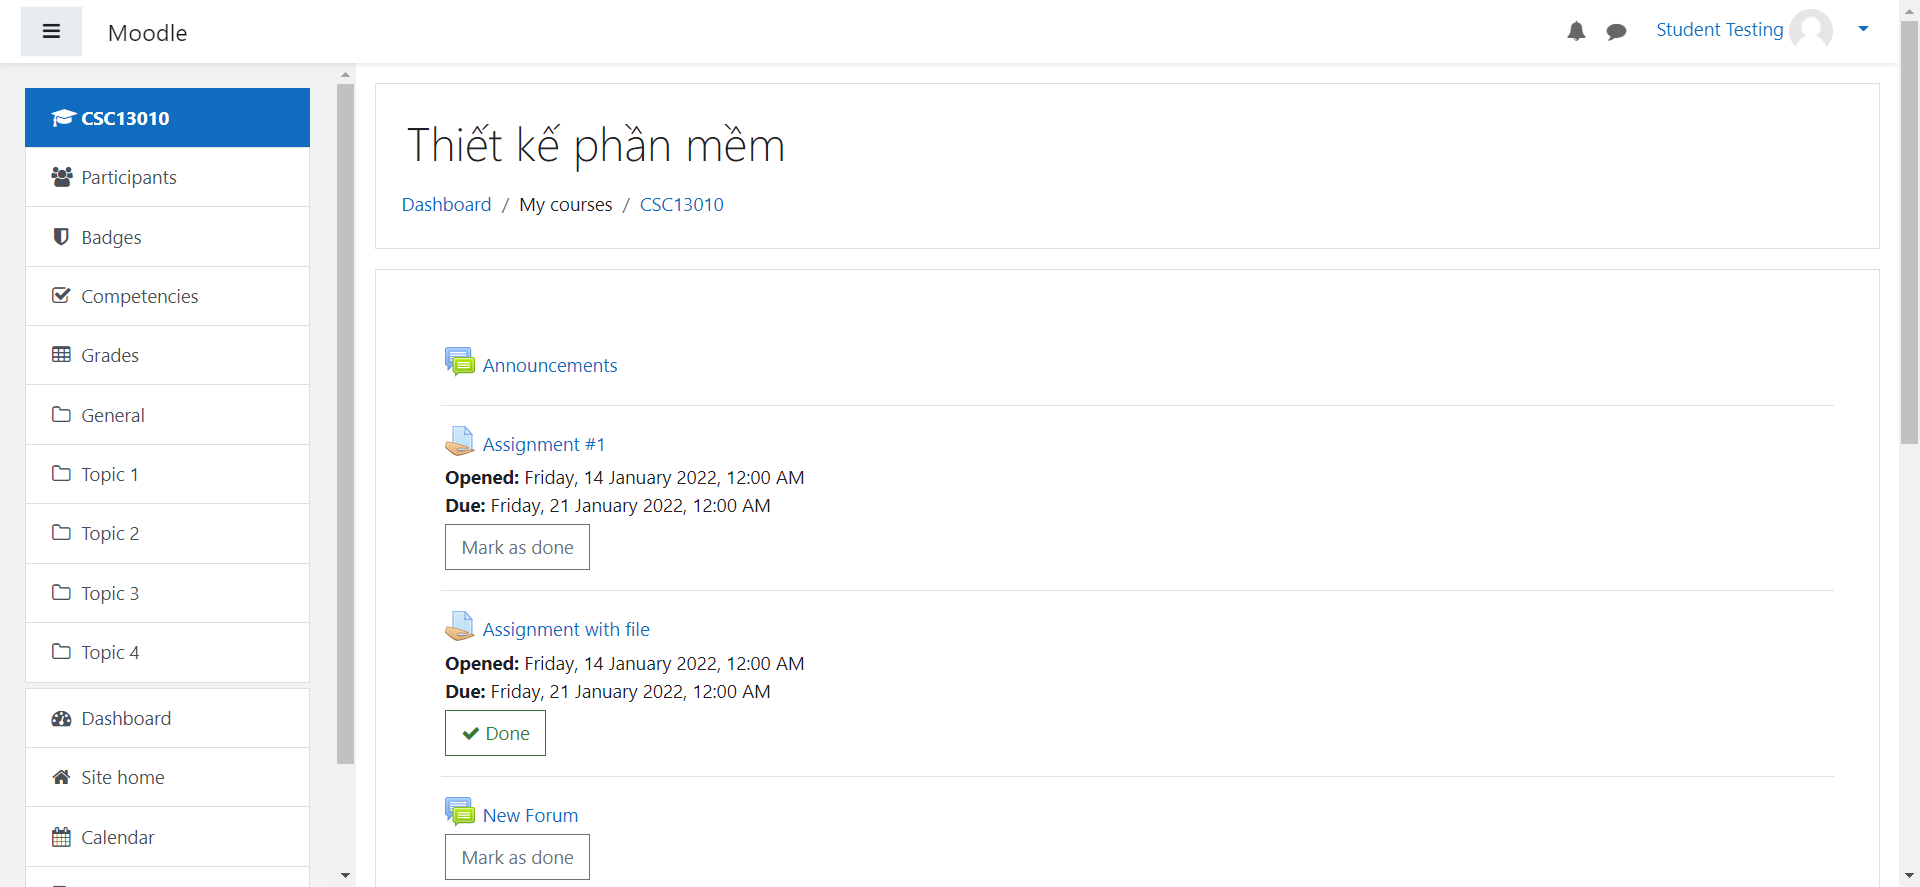 Moodle
Student Testing
CSC13010
Participants
Badges
Competencies
Grades
General
Topic 1
Topic 2
Topic 3
Topic 4
Dashboard
Site home
Calendar
Thiết kế phần mềm
Dashboard / My courses / CSC13010
Announcements
Assignment #1
Opened: Friday, 14 January 2022, 12:00 AM
Due: Friday, 21 January 2022, 12:00 AM
Mark as done
Assignment with file
Opened: Friday, 14 January 2022, 12:00 AM
Due: Friday, 21 January 2022, 12:00 AM
Done
New Forum
Mark as done